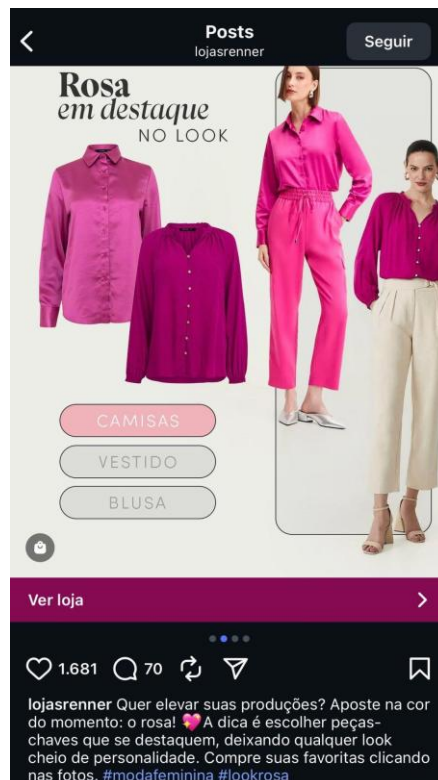 Posts
lojasrenner
Seguir
Rosa
em destaque
NO LOOK
CAMISAS
VESTIDO
BLUSA
Ver loja
1.681 70
lojasrenner Quer elevar suas produções? Aposte na cor
do momento: o rosa! 💖 A dica é escolher peças-
chaves que se destaquem, deixando qualquer look
cheio de personalidade. Compre suas favoritas clicando
nas fotos. #modafeminina #lookrosa